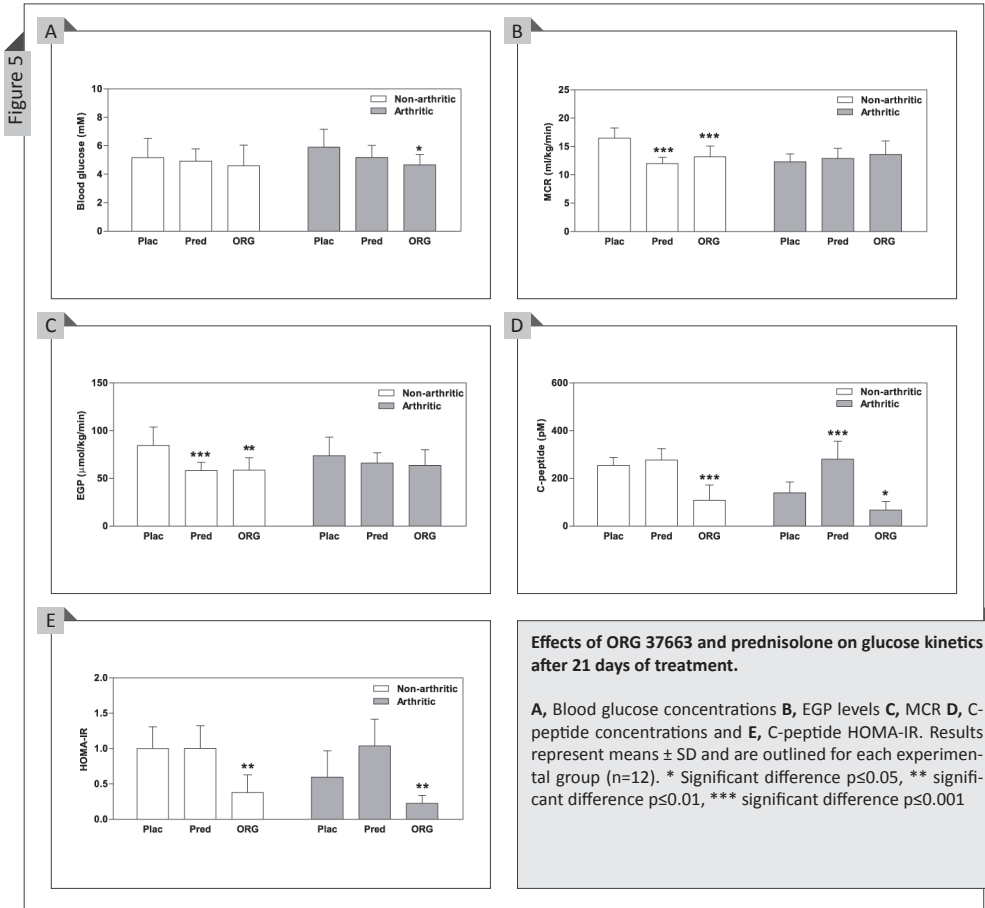 Figure 5
A
Blood glucose (mM)
10
8
6
4
2
0
Non-arthritic
Arthritic
*
Plac Pred ORG Plac Pred ORG
B
MCR (ml/kg/min)
25
20
15
10
5
0
Non-arthritic
Arthritic
*** ***
Plac Pred ORG Plac Pred ORG
C
EGP (µmol/kg/min)
150
100
50
0
Non-arthritic
Arthritic
*** **
Plac Pred ORG Plac Pred ORG
D
C-peptide (pM)
600
400
200
0
Non-arthritic
Arthritic
*** *** *
Plac Pred ORG Plac Pred ORG
E
HOMA-IR
2.0
1.5
1.0
0.5
0.0
Non-arthritic
Arthritic
** **
Plac Pred ORG Plac Pred ORG
Effects of ORG 37663 and prednisolone on glucose kinetics
after 21 days of treatment.
A, Blood glucose concentrations B, EGP levels C, MCR D, C-
peptide concentrations and E, C-peptide HOMA-IR. Results
represent means ± SD and are outlined for each experimen-
tal group (n=12). * Significant difference p≤0.05, ** signifi-
cant difference p≤0.01, *** significant difference p≤0.001